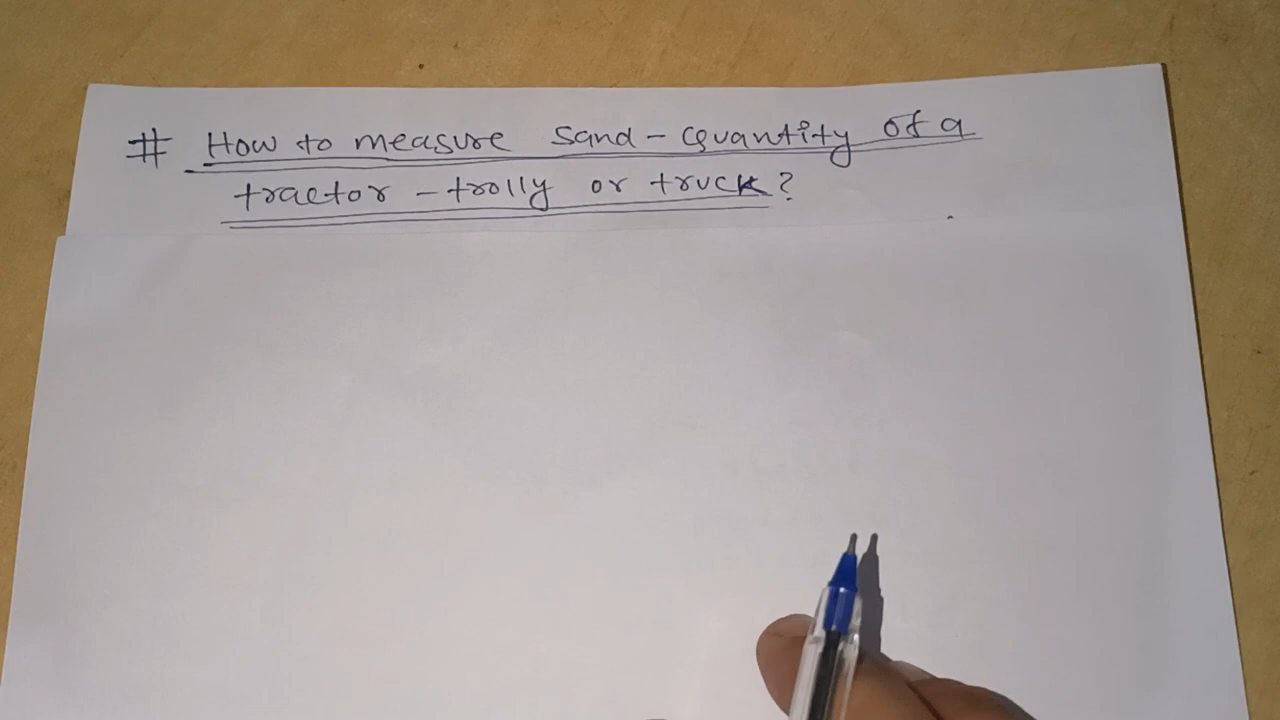 # How to measure sand-quantity of a
tractor-trolly or truck?